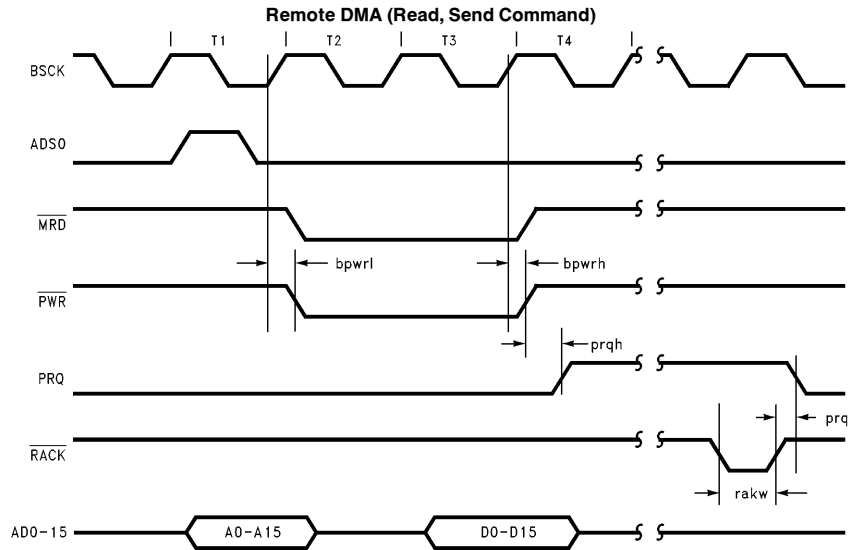 Remote DMA (Read, Send Command)
T1 T2 T3 T4
BSCK
ADS0
MRD
bpwrl bpwrh
PWR
prqh
PRQ
prq
RACK
rakw
AD0-15 A0-A15 D0-D15